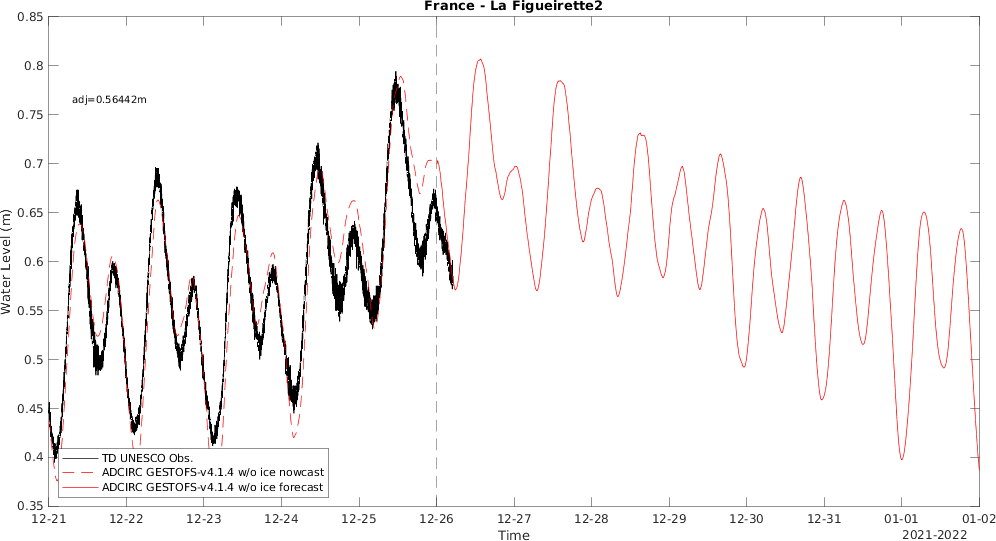 France - La Figueirette2
0.85
0.8
0.75
0.7
0.65
0.6
0.55
0.5
0.45
0.4
0.35
Water Level (m)
adj=0.56442m
TD UNESCO Obs.
ADCIRC GESTOFS-v4.1.4 w/o ice nowcast
ADCIRC GESTOFS-v4.1.4 w/o ice forecast
12-21 12-22 12-23 12-24 12-25 12-26 12-27 12-28 12-29 12-30 12-31 01-01 01-02
Time
2021-2022